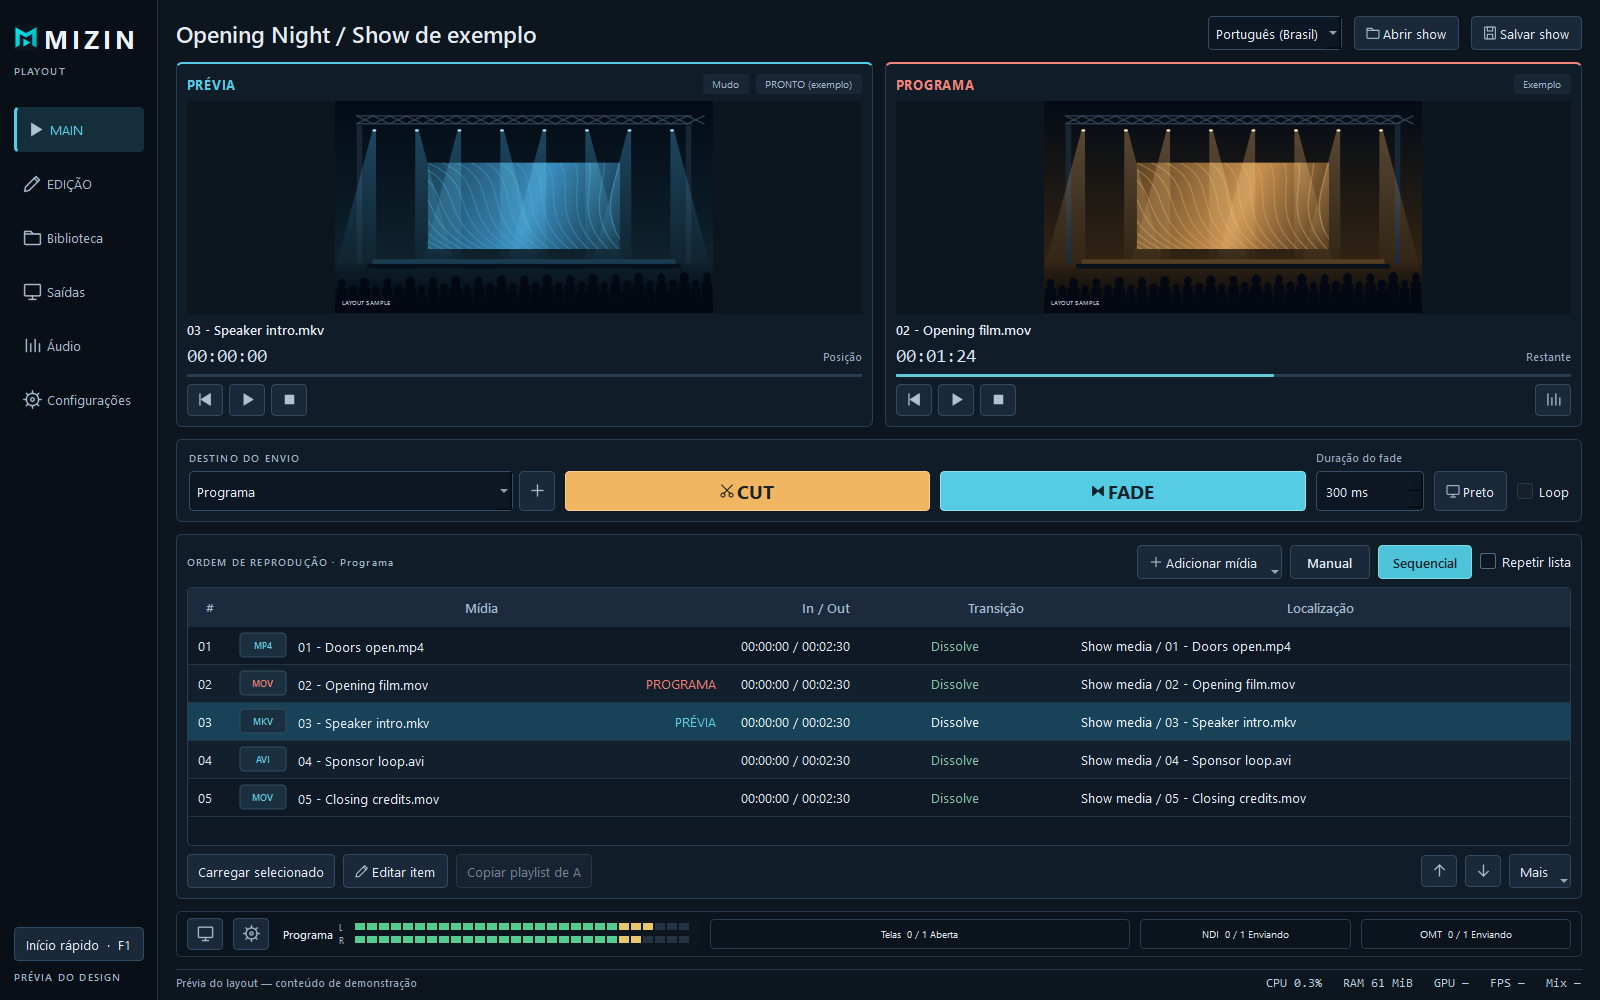 MIZIN
PLAYOUT
MAIN
EDIÇÃO
Biblioteca
Saídas
Áudio
Configurações
Início rápido · F1
PRÉVIA DO DESIGN
Opening Night / Show de exemplo
Português (Brasil)
Abrir show
Salvar show
PRÉVIA
Mudo
PRONTO (exemplo)
LAYOUT SAMPLE
03 - Speaker intro.mkv
00:00:00
Posição
PROGRAMA
Exemplo
LAYOUT SAMPLE
02 - Opening film.mov
00:01:24
Restante
DESTINO DO ENVIO
Programa
CUT
FADE
Duração do fade
300 ms
Preto
Loop
ORDEM DE REPRODUÇÃO · Programa
Adicionar mídia
Manual
Sequencial
Repetir lista
# Mídia In / Out Transição Localização
01 MP4 01 - Doors open.mp4 00:00:00 / 00:02:30 Dissolve Show media / 01 - Doors open.mp4
02 MOV 02 - Opening film.mov PROGRAMA 00:00:00 / 00:02:30 Dissolve Show media / 02 - Opening film.mov
03 MKV 03 - Speaker intro.mkv PRÉVIA 00:00:00 / 00:02:30 Dissolve Show media / 03 - Speaker intro.mkv
04 AVI 04 - Sponsor loop.avi 00:00:00 / 00:02:30 Dissolve Show media / 04 - Sponsor loop.avi
05 MOV 05 - Closing credits.mov 00:00:00 / 00:02:30 Dissolve Show media / 05 - Closing credits.mov
Carregar selecionado
Editar item
Copiar playlist de A
Mais
Programa
L
R
Telas 0 / 1 Aberta
NDI 0 / 1 Enviando
OMT 0 / 1 Enviando
Prévia do layout — conteúdo de demonstração
CPU 0.3% RAM 61 MiB GPU — FPS — Mix —